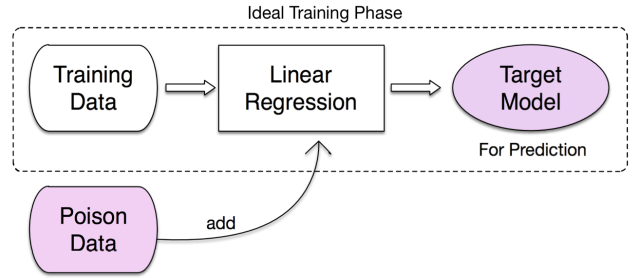 Ideal Training Phase
Training
Data
Linear
Regression
Target
Model
For Prediction
Poison
Data
add